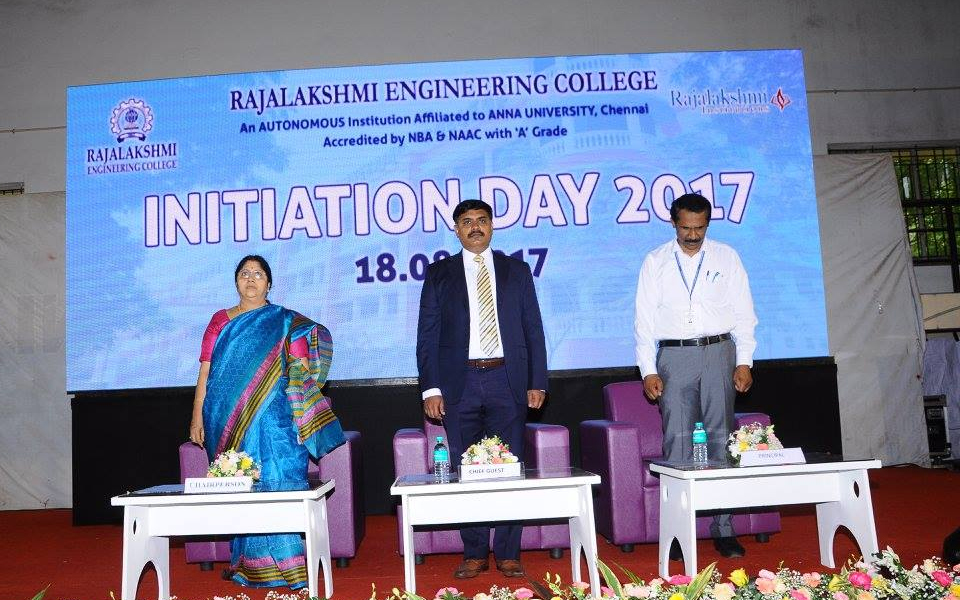 RAJALAKSHMI ENGINEERING COLLEGE
An AUTONOMOUS Institution Affiliated to ANNA UNIVERSITY, Chennai
Accredited by NBA & NAAC with 'A' Grade
RAJALAKSHMI
ENGINEERING COLLEGE
Rajalakshmi
INSTITUTIONS
INITIATION DAY 2017
CHAIRPERSON
CHIEF GUEST
PRINCIPAL